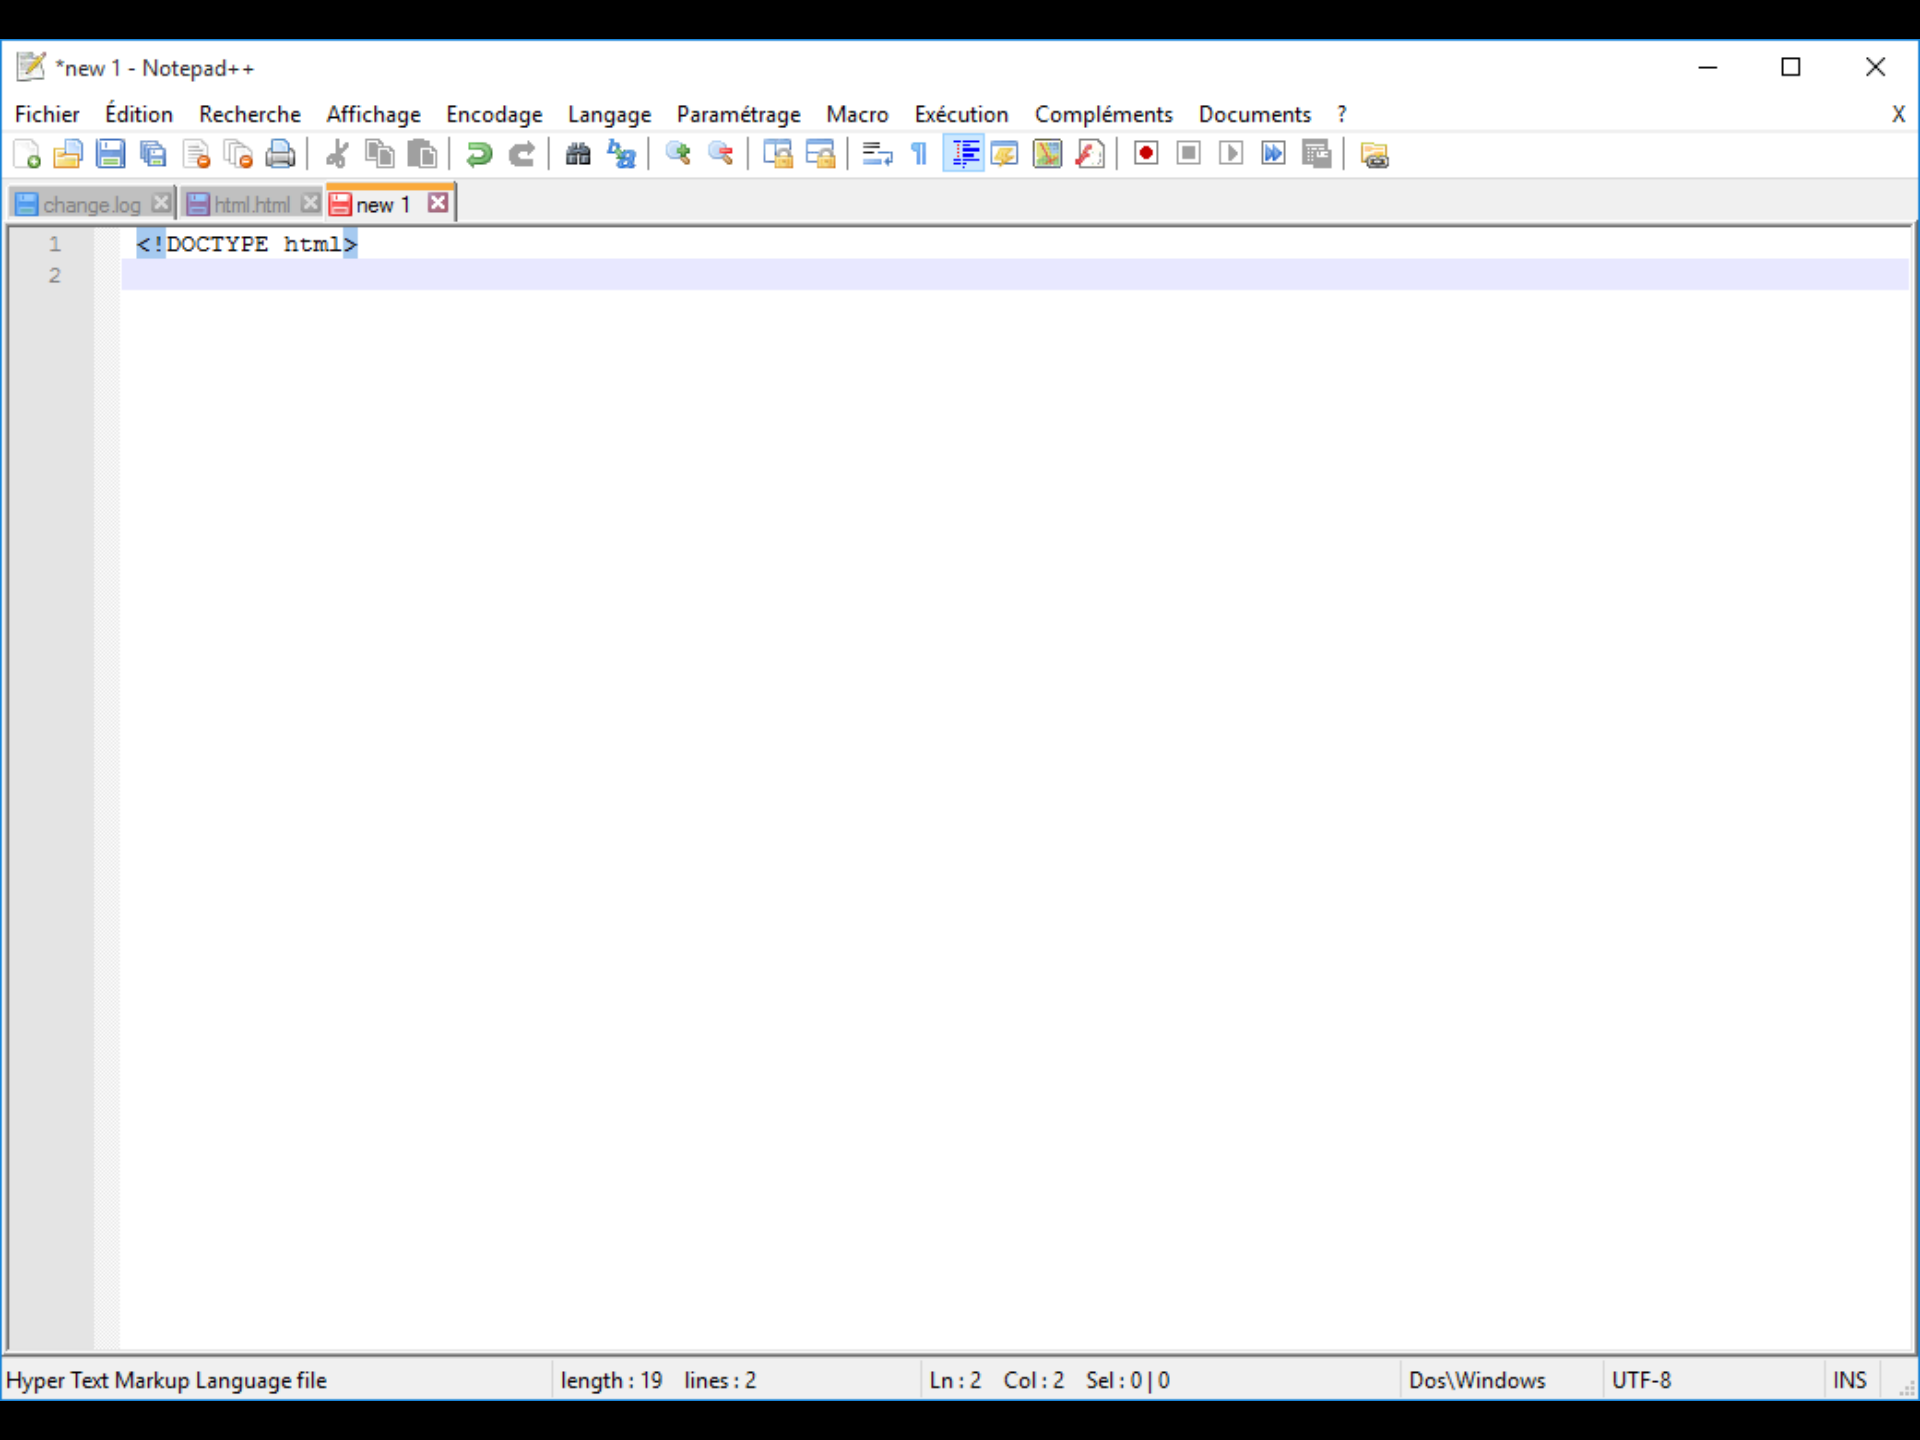 *new 1 - Notepad++
Fichier Édition Recherche Affichage Encodage Langage Paramétrage Macro Exécution Compléments Documents ? X
change.log html.html new 1
1 <!DOCTYPE html>
2
Hyper Text Markup Language file length : 19 lines : 2 Ln : 2 Col : 2 Sel : 0 | 0 Dos\Windows UTF-8 INS